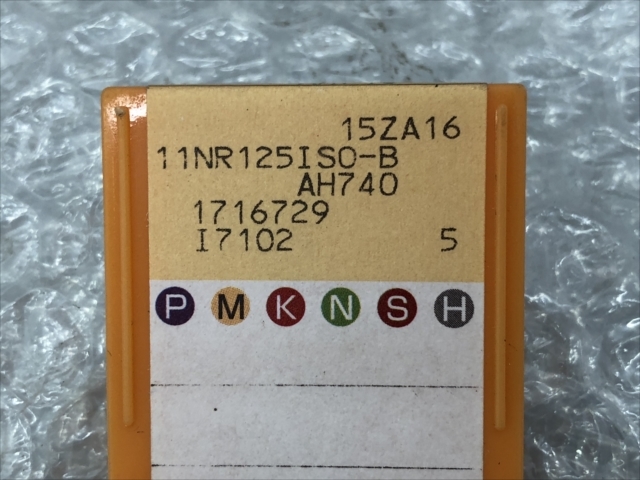 15ZA16
11NR125ISO-B
AH740
1716729
I7102 5
P M K N S H